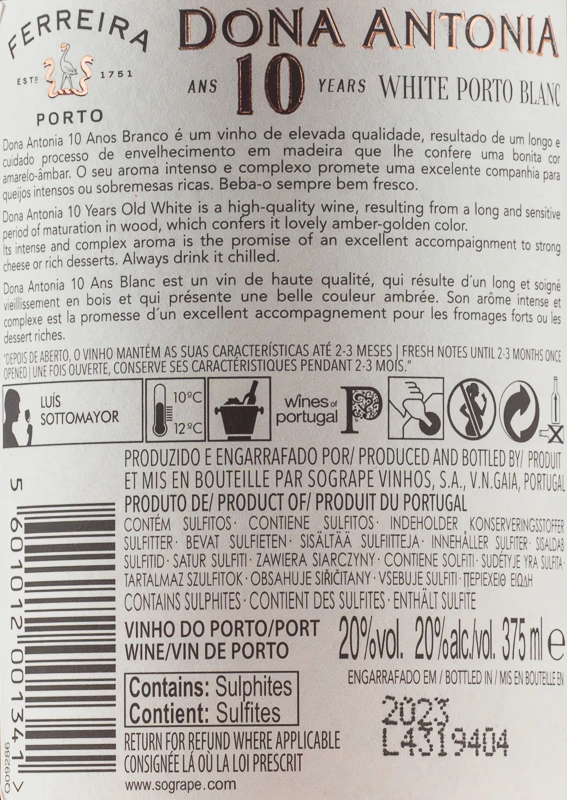 FERREIRA
ESTD 1751
PORTO
DONA ANTONIA
ANS 10 YEARS WHITE PORTO BLANC
Dona Antonia 10 Anos Branco é um vinho de elevada qualidade, resultado de um longo e
cuidado processo de envelhecimento em madeira que lhe confere uma bonita cor
amarelo-âmbar. O seu aroma intenso e complexo promete uma excelente companhia para
queijos intensos ou sobremesas ricas. Beba-o sempre bem fresco.
Dona Antonia 10 Years Old White is a high-quality wine, resulting from a long and sensitive
period of maturation in wood, which confers it lovely amber-golden color.
Its intense and complex aroma is the promise of an excellent accompaignment to strong
cheese or rich desserts. Always drink it chilled.
Dona Antonia 10 Ans Blanc est un vin de haute qualité, qui résulte d´un long et soigné
vieillissement en bois et qui présente une belle couleur ambrée. Son arôme intense et
complexe est la promesse d´un excellent accompagnement pour les fromages forts ou les
dessert riches.
"DEPOIS DE ABERTO, O VINHO MANTÉM AS SUAS CARACTERÍSTICAS ATÉ 2-3 MESES | FRESH NOTES UNTIL 2-3 MONTHS ONCE
OPENED | UNE FOIS OUVERTE, CONSERVE SES CARACTÉRISTIQUES PENDANT 2-3 MOIS."
LUÍS
SOTTOMAYOR
10ºC
12ºC
wines of
portugal
P
PRODUZIDO E ENGARRAFADO POR/ PRODUCED AND BOTTLED BY/ PRODUIT
ET MIS EN BOUTEILLE PAR SOGRAPE VINHOS, S.A., V.N.GAIA, PORTUGAL
PRODUTO DE/ PRODUCT OF/ PRODUIT DU PORTUGAL
CONTÉM SULFITOS · CONTIENE SULFITOS · INDEHOLDER KONSERVERINGSSTOFFER
SULFITTER · BEVAT SULFIETEN · SISÄLTÄÄ SULFIITTEJA · INNEHÅLLER SULFITER · SISALDAB
SULFITID · SATUR SULFITI · ZAWIERA SIARCZYNY · CONTIENE SOLFITI · SUDĖTYJE YRA SULFITA
TARTALMAZ SZULFITOK · OBSAHUJE SIŘIČITANY · VSEBUJE SULFITI · ΠΕΡΙΕΧΕΙΘ ΕΙΩΔΗ
CONTAINS SULPHITES · CONTIENT DES SULFITES · ENTHÄLT SULFITE
VINHO DO PORTO/PORT
WINE/VIN DE PORTO
20%vol. 20%alc./vol. 375 ml e
ENGARRAFADO EM / BOTTLED IN / MIS EN BOUTEILLE EN
2023
L4319404
Contains: Sulphites
Contient: Sulfites
RETURN FOR REFUND WHERE APPLICABLE
CONSIGNÉE LÁ OÙ LA LOI PRESCRIT
www.sogrape.com
5 601012 001341 >
009286